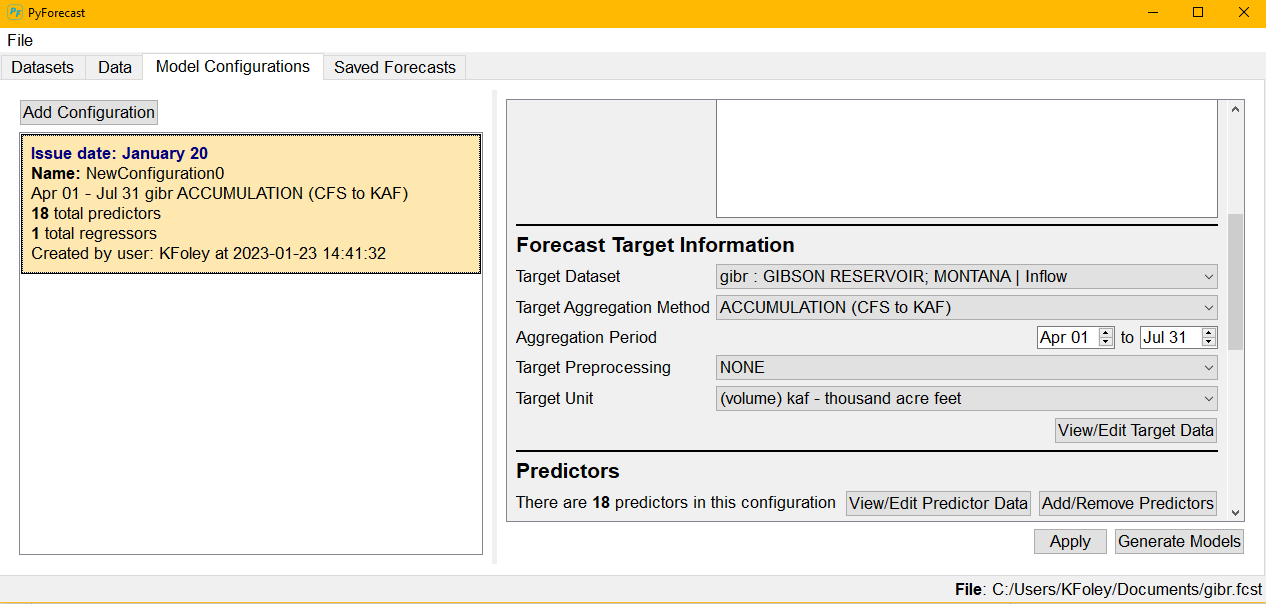 PF PyForecast
File
Datasets Data Model Configurations Saved Forecasts
Add Configuration
Issue date: January 20
Name: NewConfiguration0
Apr 01 - Jul 31 gibr ACCUMULATION (CFS to KAF)
18 total predictors
1 total regressors
Created by user: KFoley at 2023-01-23 14:41:32
Forecast Target Information
Target Dataset gibr : GIBSON RESERVOIR; MONTANA | Inflow
Target Aggregation Method ACCUMULATION (CFS to KAF)
Aggregation Period Apr 01 to Jul 31
Target Preprocessing NONE
Target Unit (volume) kaf - thousand acre feet
View/Edit Target Data
Predictors
There are 18 predictors in this configuration View/Edit Predictor Data Add/Remove Predictors
Apply Generate Models
File: C:/Users/KFoley/Documents/gibr.fcst